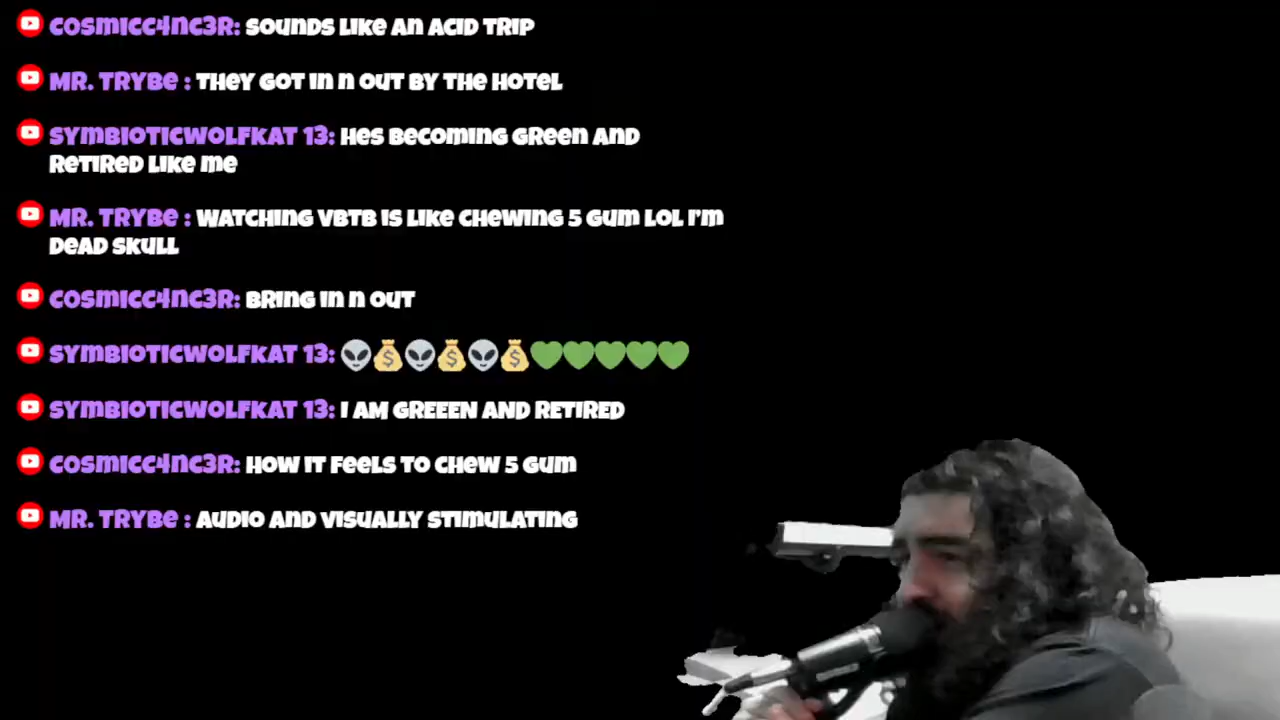 COSMICC4NC3R: SOUNDS LIKE AN ACID TRIP
MR. TRYBE : THEY GOT IN N OUT BY THE HOTEL
SYMBIOTICWOLFKAT 13: HES BECOMING GREEN AND
RETIRED LIKE ME
MR. TRYBE : WATCHING VBTB IS LIKE CHEWING 5 GUM LOL I'M
DEAD SKULL
COSMICC4NC3R: BRING IN N OUT
SYMBIOTICWOLFKAT 13: 👽💰👽💰👽💰💚💚💚💚💚
SYMBIOTICWOLFKAT 13: I AM GREEEN AND RETIRED
COSMICC4NC3R: HOW IT FEELS TO CHEW 5 GUM
MR. TRYBE : AUDIO AND VISUALLY STIMULATING